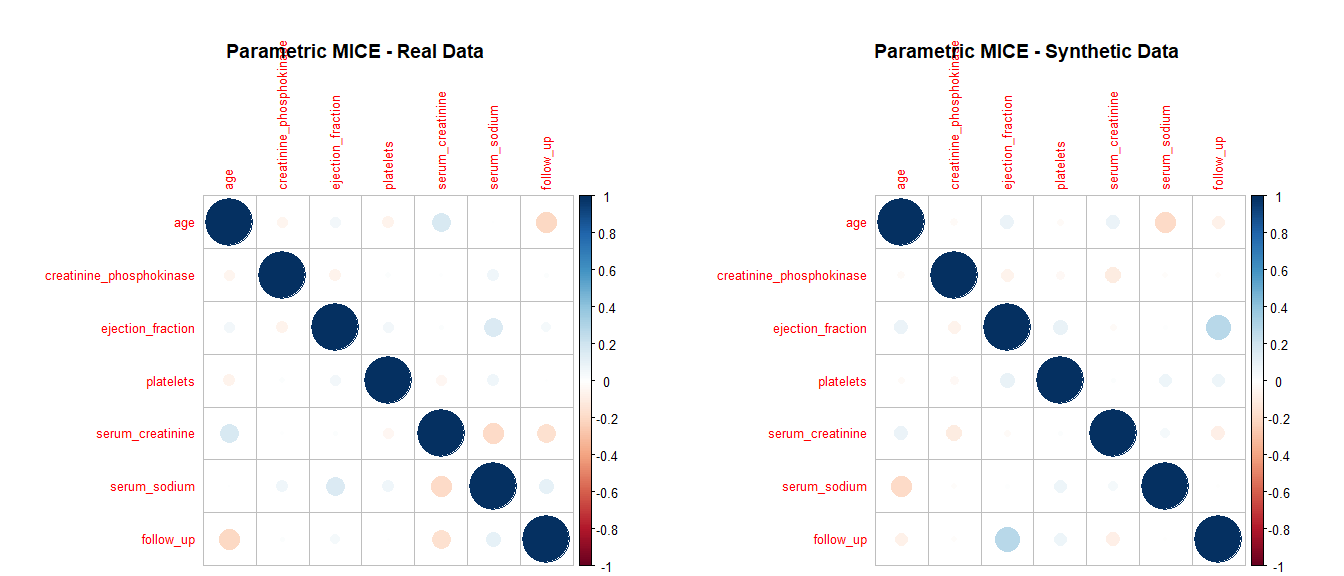 Parametric MICE - Real Data
age
creatinine_phosphokinase
ejection_fraction
platelets
serum_creatinine
serum_sodium
follow_up
age
creatinine_phosphokinase
ejection_fraction
platelets
serum_creatinine
serum_sodium
follow_up
1
0.8
0.6
0.4
0.2
0
-0.2
-0.4
-0.6
-0.8
-1
Parametric MICE - Synthetic Data
age
creatinine_phosphokinase
ejection_fraction
platelets
serum_creatinine
serum_sodium
follow_up
age
creatinine_phosphokinase
ejection_fraction
platelets
serum_creatinine
serum_sodium
follow_up
1
0.8
0.6
0.4
0.2
0
-0.2
-0.4
-0.6
-0.8
-1